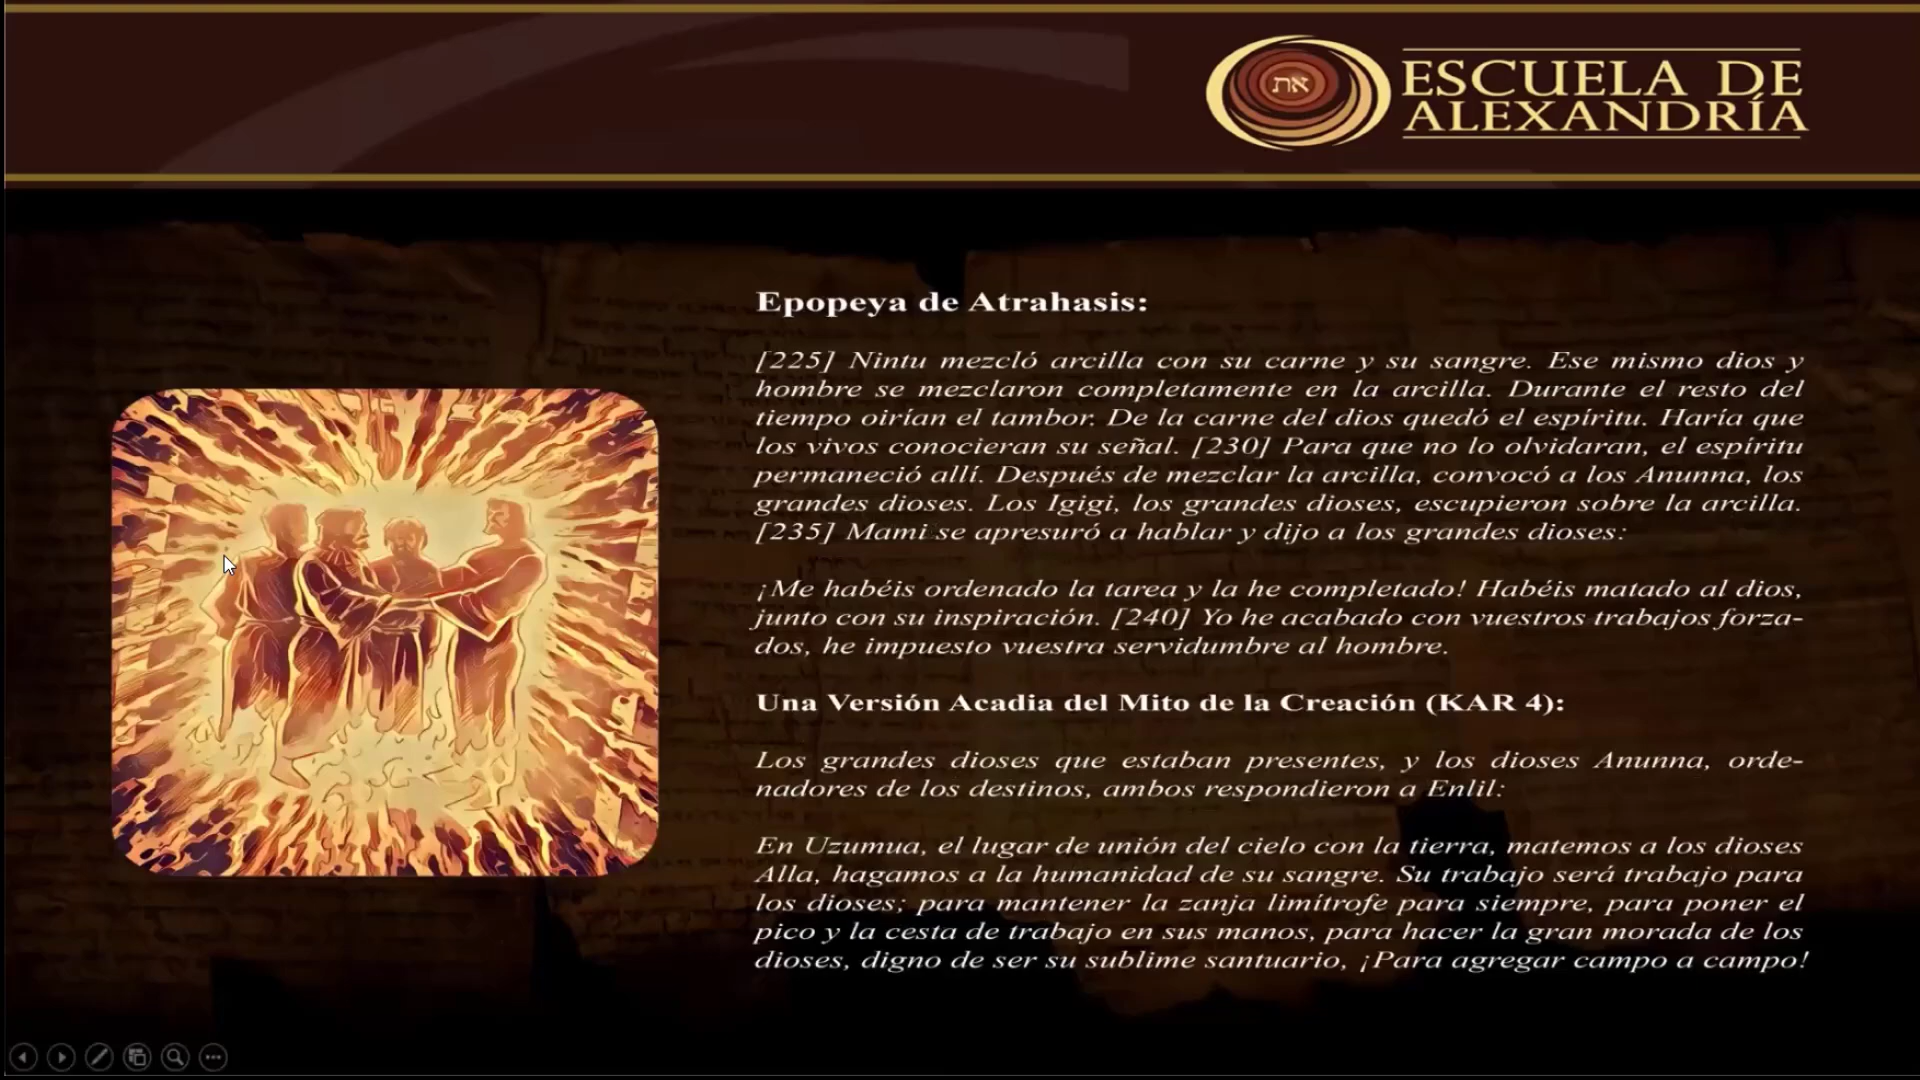 את
ESCUELA DE
ALEXANDRÍA
Epopeya de Atrahasis:
[225] Nintu mezcló arcilla con su carne y su sangre. Ese mismo dios y
hombre se mezclaron completamente en la arcilla. Durante el resto del
tiempo oirían el tambor. De la carne del dios quedó el espíritu. Haría que
los vivos conocieran su señal. [230] Para que no lo olvidaran, el espíritu
permaneció allí. Después de mezclar la arcilla, convocó a los Anunna, los
grandes dioses. Los Igigi, los grandes dioses, escupieron sobre la arcilla.
[235] Mami se apresuró a hablar y dijo a los grandes dioses:
¡Me habéis ordenado la tarea y la he completado! Habéis matado al dios,
junto con su inspiración. [240] Yo he acabado con vuestros trabajos forza-
dos, he impuesto vuestra servidumbre al hombre.
Una Versión Acadia del Mito de la Creación (KAR 4):
Los grandes dioses que estaban presentes, y los dioses Anunna, orde-
nadores de los destinos, ambos respondieron a Enlil:
En Uzumua, el lugar de unión del cielo con la tierra, matemos a los dioses
Alla, hagamos a la humanidad de su sangre. Su trabajo será trabajo para
los dioses; para mantener la zanja limítrofe para siempre, para poner el
pico y la cesta de trabajo en sus manos, para hacer la gran morada de los
dioses, digno de ser su sublime santuario, ¡Para agregar campo a campo!